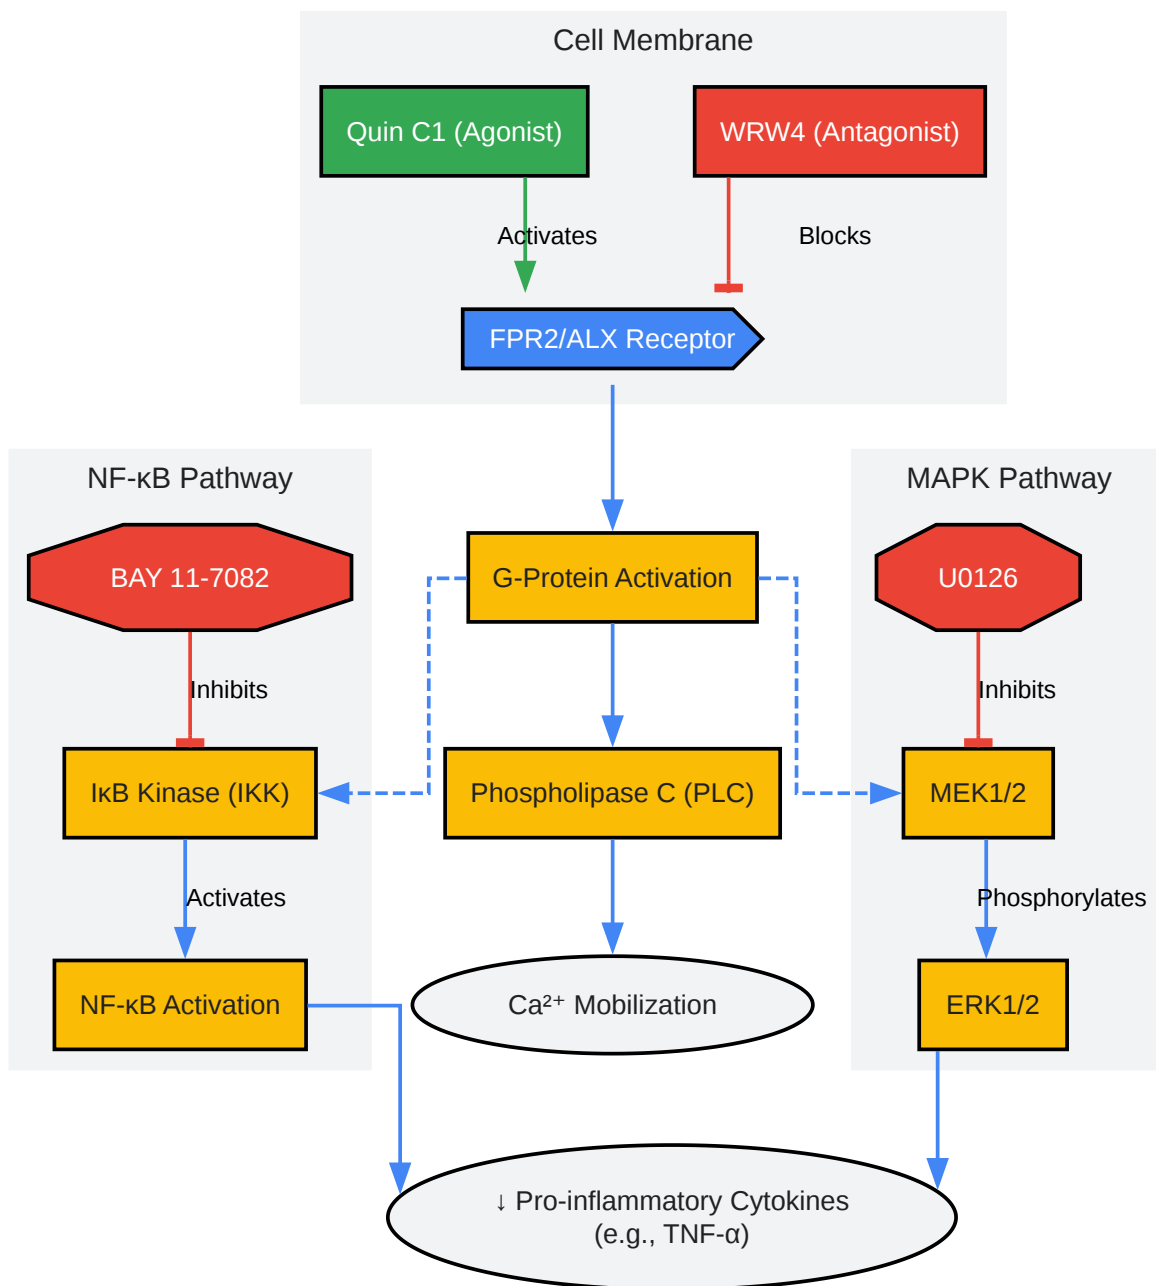 Cell Membrane
Quin C1 (Agonist)
WRW4 (Antagonist)
Activates
Blocks
FPR2/ALX Receptor
NF-κB Pathway
MAPK Pathway
BAY 11-7082
G-Protein Activation
U0126
Inhibits
Inhibits
IκB Kinase (IKK)
Phospholipase C (PLC)
MEK1/2
Activates
Phosphorylates
NF-κB Activation
Ca²⁺ Mobilization
ERK1/2
↓ Pro-inflammatory Cytokines
(e.g., TNF-α)